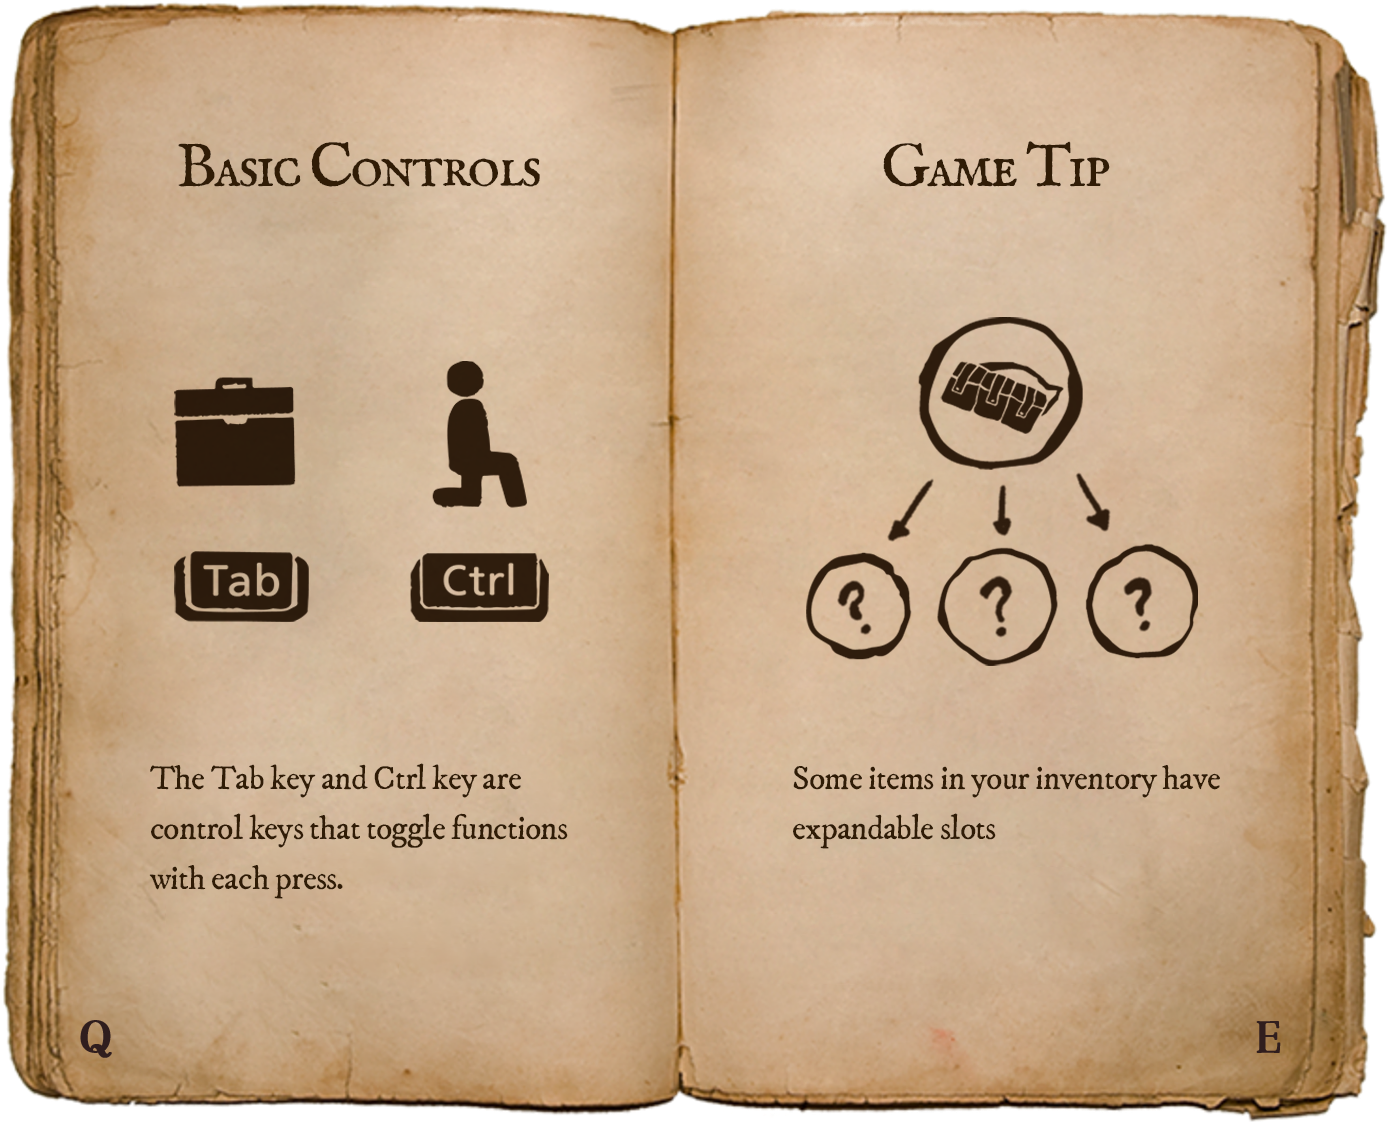 Basic Controls
Tab
Ctrl
The Tab key and Ctrl key are
control keys that toggle functions
with each press.
Q
Game Tip
? ? ?
Some items in your inventory have
expandable slots
E